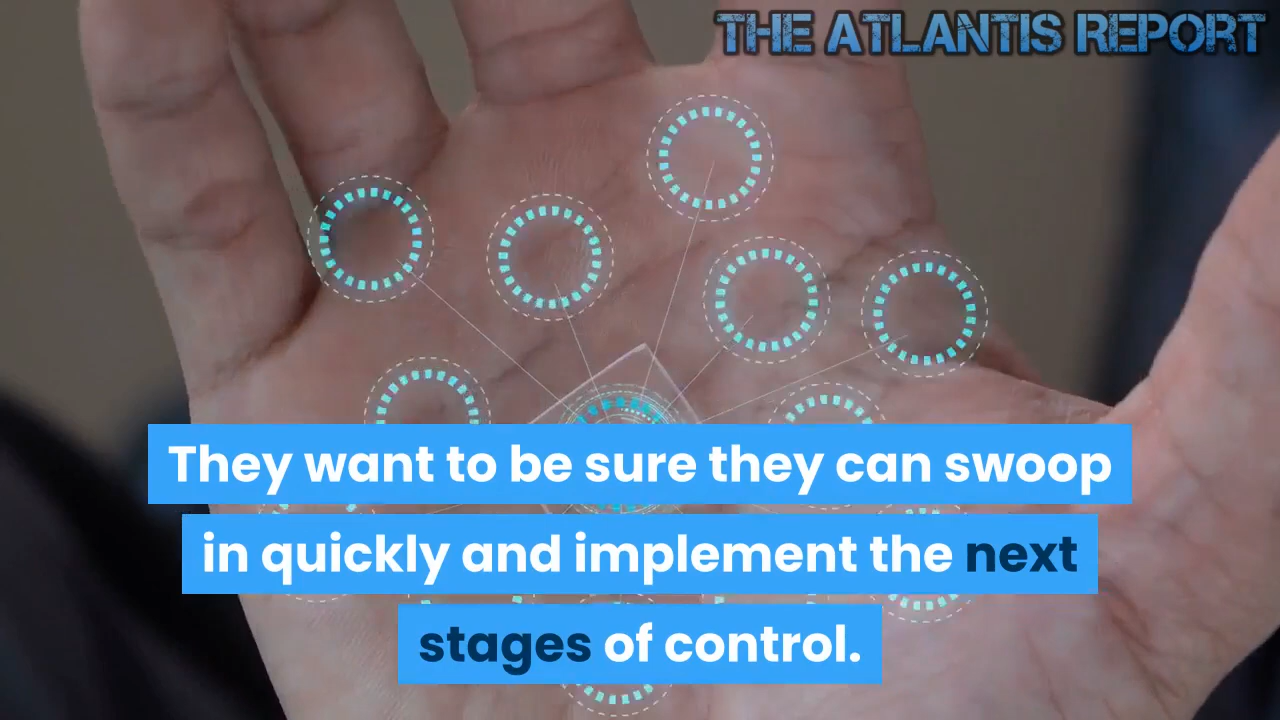 THE ATLANTIS REPORT
They want to be sure they can swoop
in quickly and implement the next
stages of control.